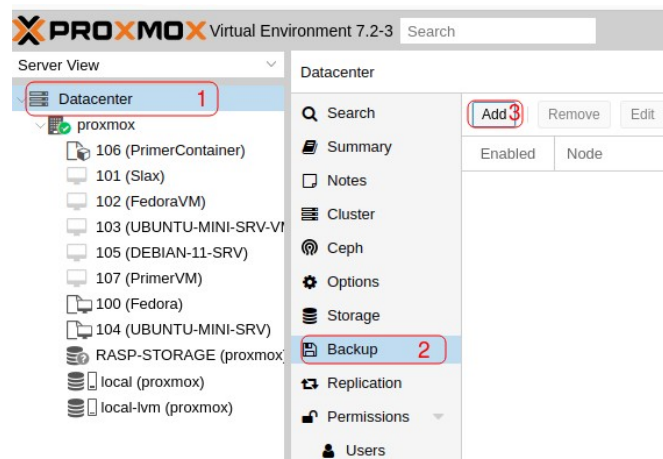 PROXMOX Virtual Environment 7.2-3 Search
Server View
Datacenter 1
proxmox
106 (PrimerContainer)
101 (Slax)
102 (FedoraVM)
103 (UBUNTU-MINI-SRV-VM
105 (DEBIAN-11-SRV)
107 (PrimerVM)
100 (Fedora)
104 (UBUNTU-MINI-SRV)
RASP-STORAGE (proxmox)
local (proxmox)
local-lvm (proxmox)
Datacenter
Search
Summary
Notes
Cluster
Ceph
Options
Storage
Backup 2
Replication
Permissions
Users
Add 3 Remove Edit
Enabled Node